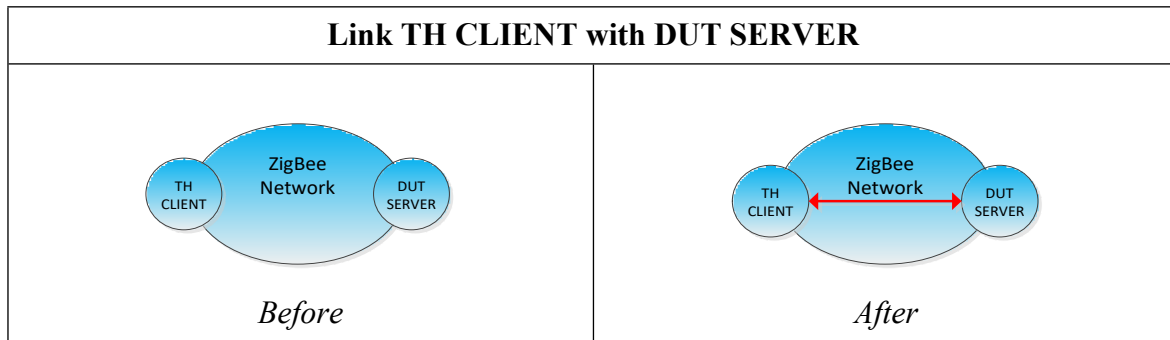 Link TH CLIENT with DUT SERVER
ZigBee
Network
TH
CLIENT
DUT
SERVER
Before
ZigBee
Network
TH
CLIENT
DUT
SERVER
After